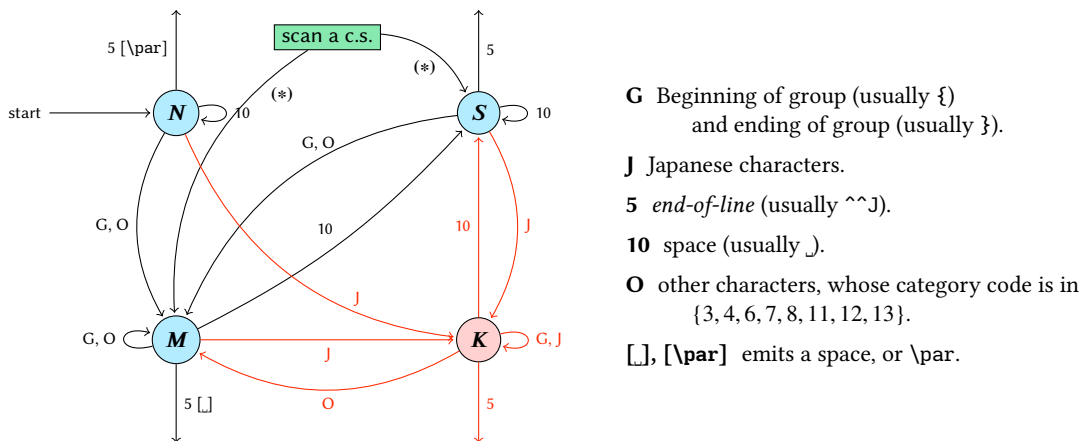 scan a c.s.
5 [\par]
5
(*)
(*)
start
N
10
S
10
G, O
G, O
10
10
J
J
G, O
M
J
K
G, J
O
5 [␣]
5
G Beginning of group (usually {)
and ending of group (usually }).
J Japanese characters.
5 end-of-line (usually ^^J).
10 space (usually ␣).
O other characters, whose category code is in
{3, 4, 6, 7, 8, 11, 12, 13}.
[␣], [\par] emits a space, or \par.